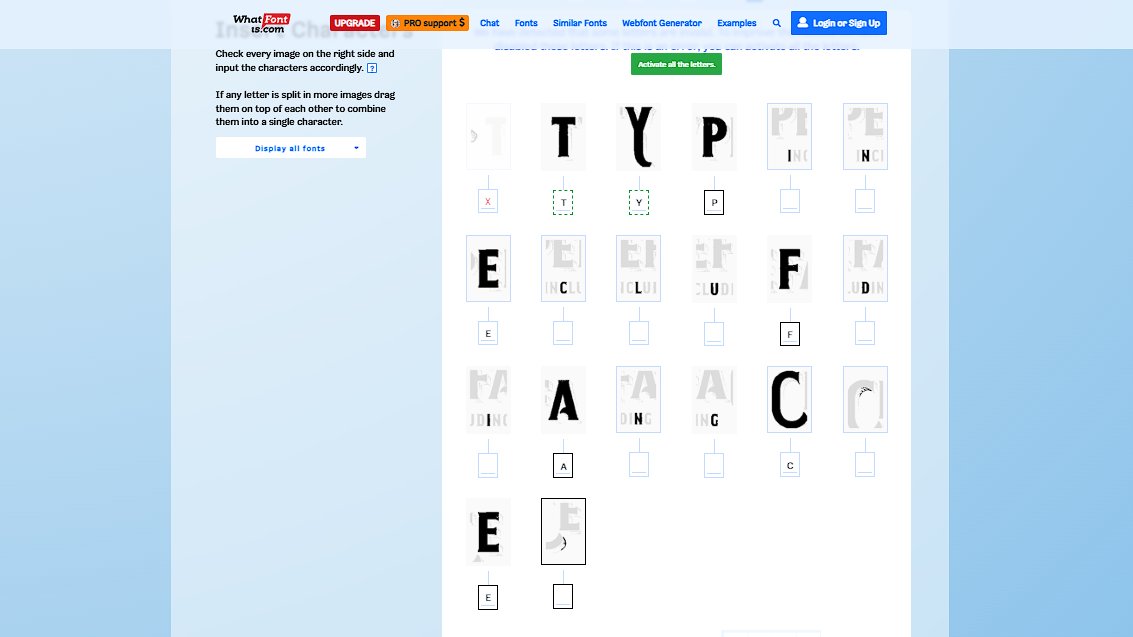 WhatFont is.com
UPGRADE
PRO support $
Chat
Fonts
Similar Fonts
Webfont Generator
Examples
Login or Sign Up
Insert Characters
Check every image on the right side and
input the characters accordingly. ?
If any letter is split in more images drag
them on top of each other to combine
them into a single character.
Display all fonts
Activate all the letters.
T Y P I N
X T Y P
E C L U F D
E F
I A N G C
A C
E
E